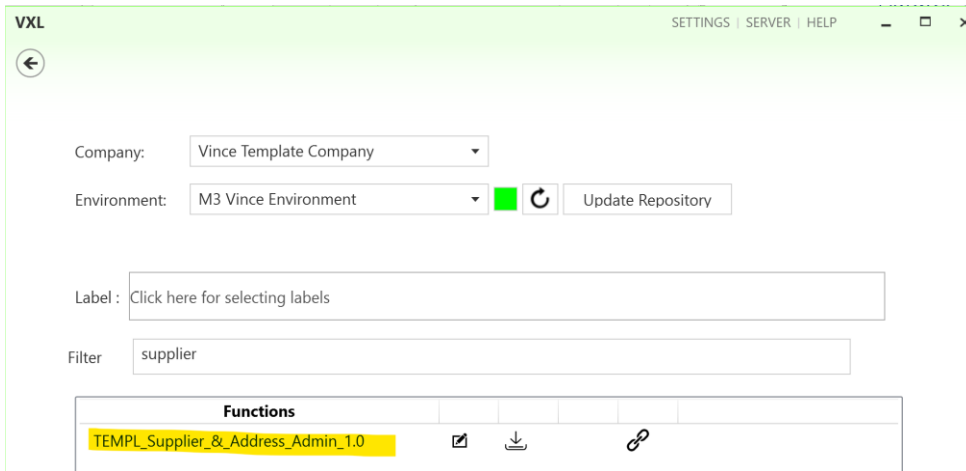 VXL
SETTINGS | SERVER | HELP
Company: Vince Template Company
Environment: M3 Vince Environment Update Repository
Label : Click here for selecting labels
Filter supplier
Functions
TEMPL_Supplier_&_Address_Admin_1.0